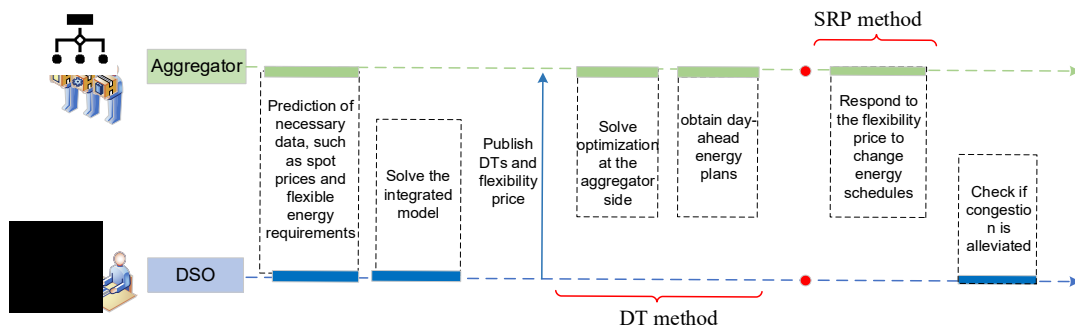 SRP method
Aggregator
Prediction of
necessary
data, such
as spot
prices and
flexible
energy
requirements
Solve the
integrated
model
Publish
DTs and
flexibility
price
Solve
optimization
at the
aggregator
side
obtain day-
ahead
energy
plans
Respond to
the flexibility
price to
change
energy
schedules
Check if
congestio
n is
alleviated
DSO
DT method